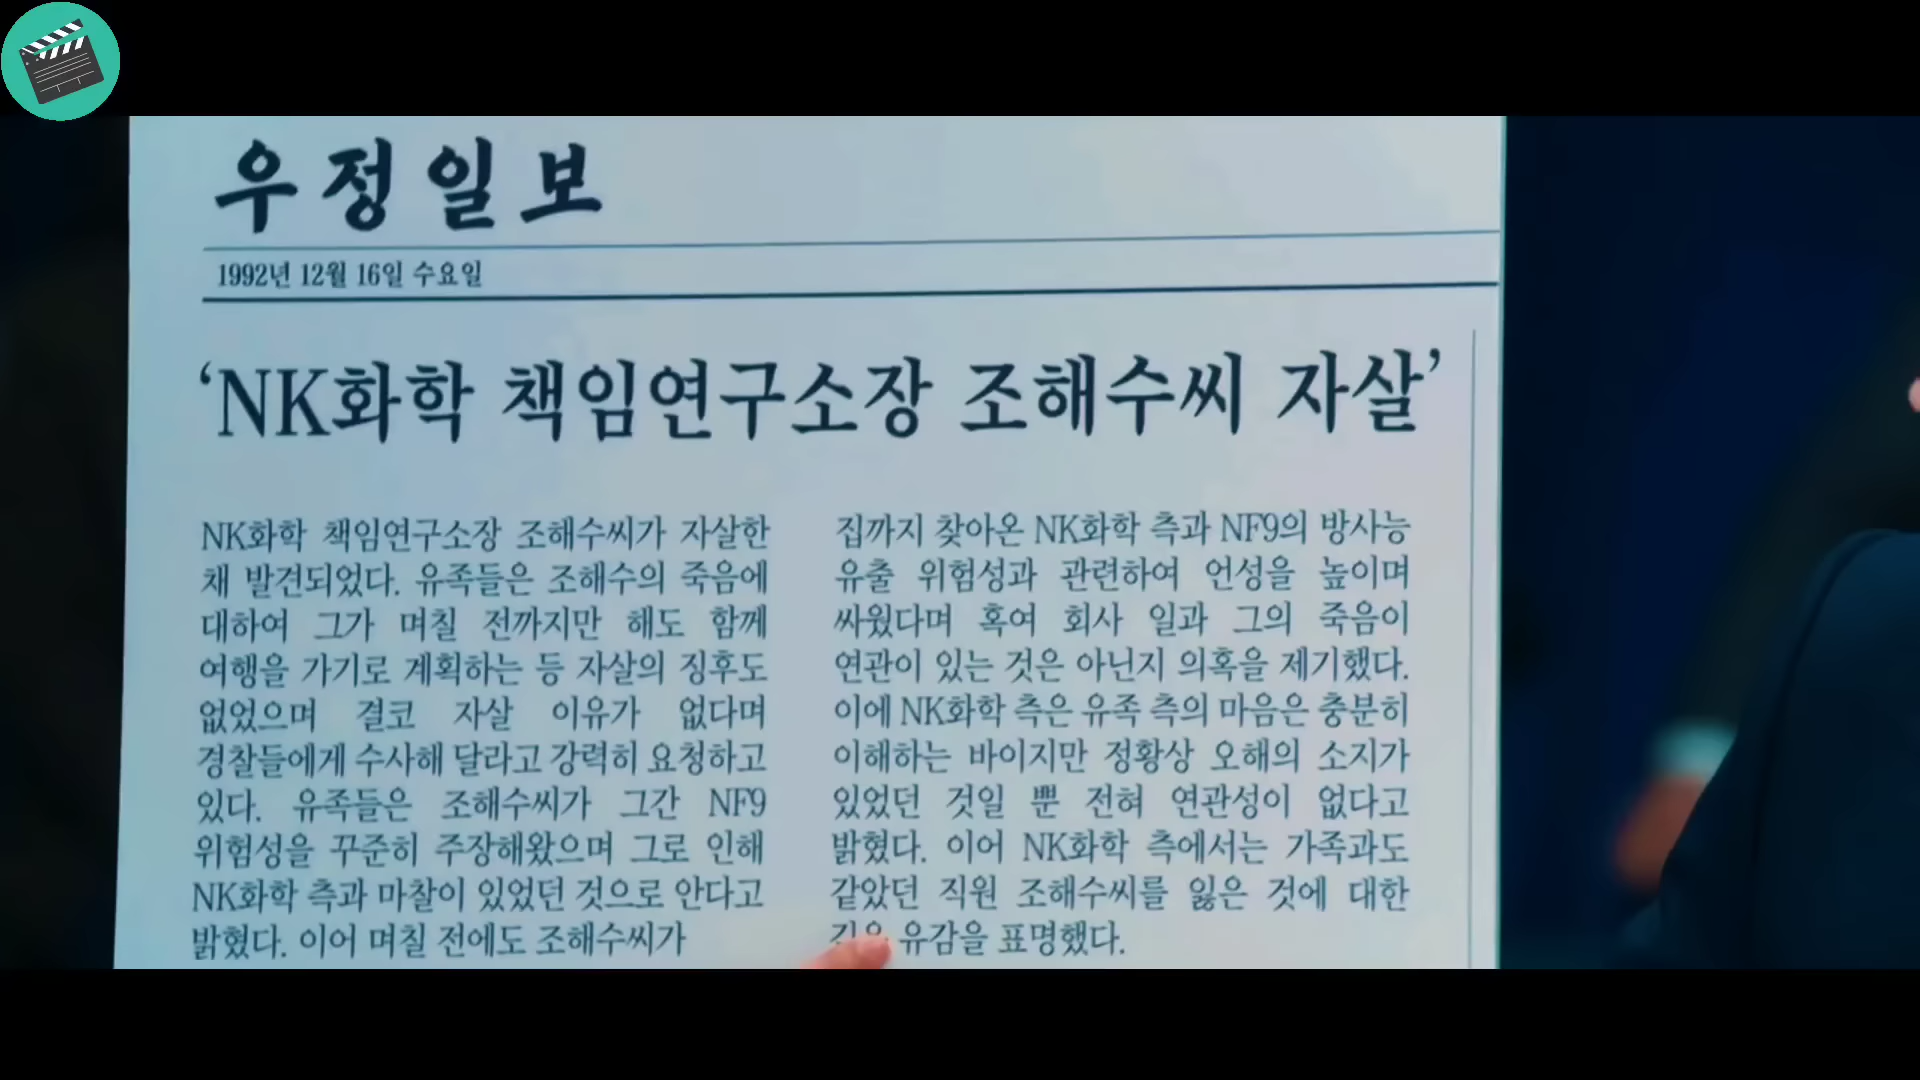 우정일보
1992년 12월 16일 수요일
‘NK화학 책임연구소장 조해수씨 자살’
NK화학 책임연구소장 조해수씨가 자살한
채 발견되었다. 유족들은 조해수의 죽음에
대하여 그가 며칠 전까지만 해도 함께
여행을 가기로 계획하는 등 자살의 징후도
없었으며 결코 자살 이유가 없다며
경찰들에게 수사해 달라고 강력히 요청하고
있다. 유족들은 조해수씨가 그간 NF9
위험성을 꾸준히 주장해왔으며 그로 인해
NK화학 측과 마찰이 있었던 것으로 안다고
밝혔다. 이어 며칠 전에도 조해수씨가
집까지 찾아온 NK화학 측과 NF9의 방사능
유출 위험성과 관련하여 언성을 높이며
싸웠다며 혹여 회사 일과 그의 죽음이
연관이 있는 것은 아닌지 의혹을 제기했다.
이에 NK화학 측은 유족 측의 마음은 충분히
이해하는 바이지만 정황상 오해의 소지가
있었던 것일 뿐 전혀 연관성이 없다고
밝혔다. 이어 NK화학 측에서는 가족과도
같았던 직원 조해수씨를 잃은 것에 대한
유감을 표명했다.